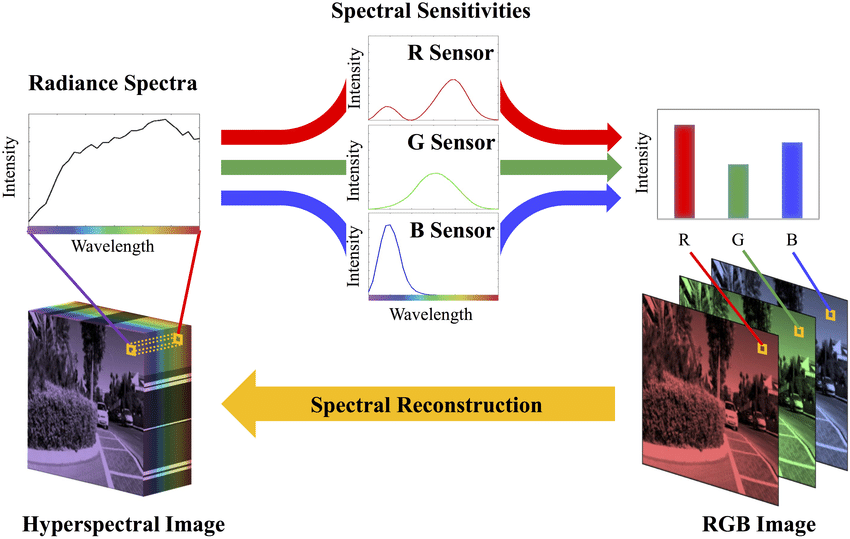 Spectral Sensitivities
Radiance Spectra
Intensity
Wavelength
R Sensor
Intensity
G Sensor
Intensity
B Sensor
Intensity
Wavelength
Intensity
R G B
Spectral Reconstruction
Hyperspectral Image
RGB Image